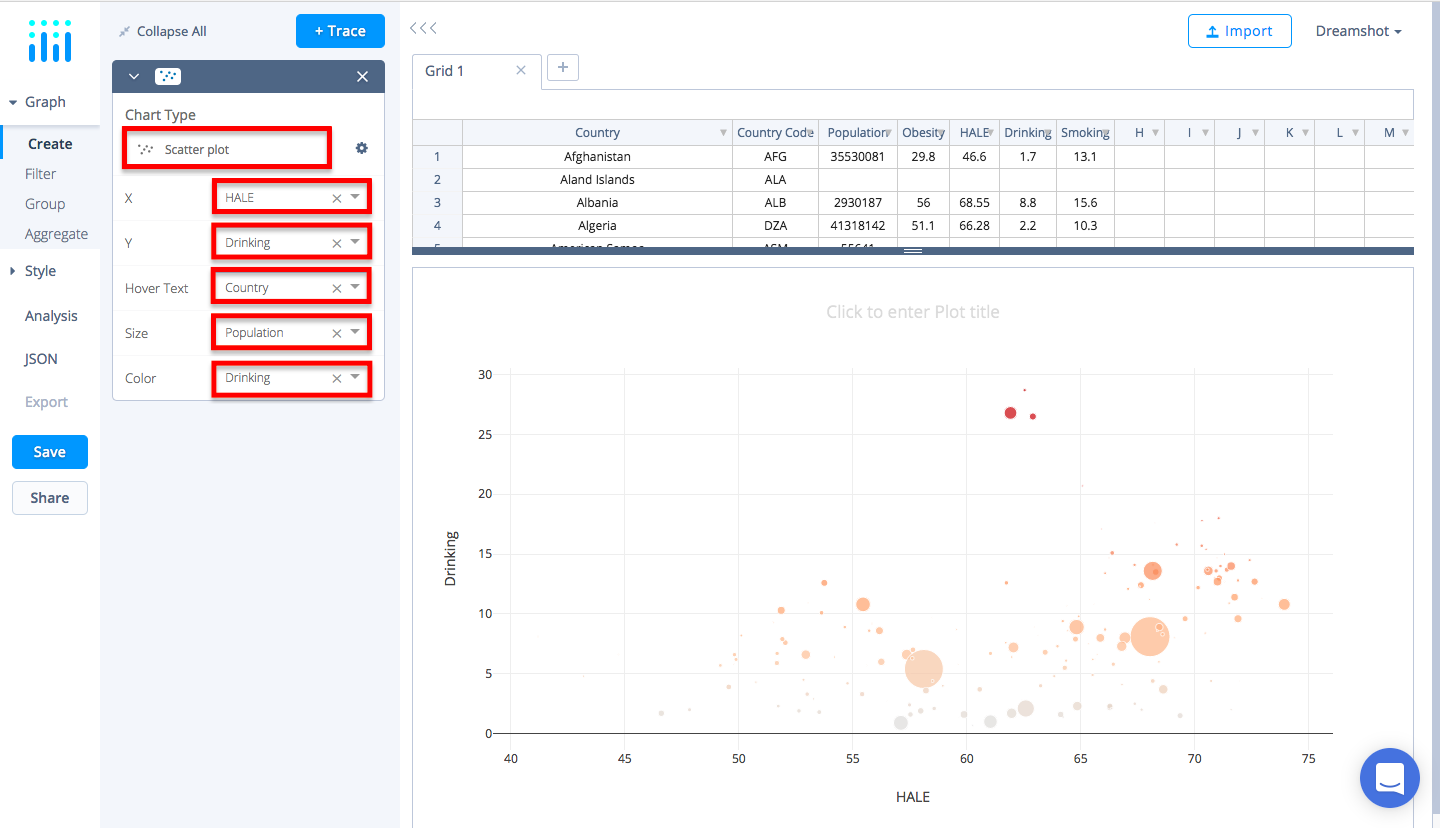 Collapse All
+ Trace
Import
Dreamshot
Grid 1
+
Graph
Create
Filter
Group
Aggregate
Style
Analysis
JSON
Export
Save
Share
Chart Type
Scatter plot
X HALE
Y Drinking
Hover Text Country
Size Population
Color Drinking
Country Country Code Population Obesity HALE Drinking Smoking H I J K L M
1 Afghanistan AFG 35530081 29.8 46.6 1.7 13.1
2 Aland Islands ALA
3 Albania ALB 2930187 56 68.55 8.8 15.6
4 Algeria DZA 41318142 51.1 66.28 2.2 10.3
5 American Samoa ASM 55641
Click to enter Plot title
30
25
20
15
10
5
0
Drinking
40 45 50 55 60 65 70 75
HALE